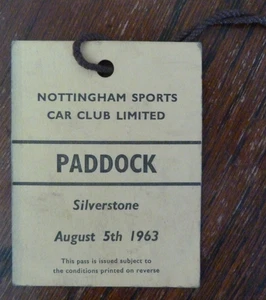 NOTTINGHAM SPORTS
CAR CLUB LIMITED
PADDOCK
Silverstone
August 5th 1963
This pass is issued subject to
the conditions printed on reverse